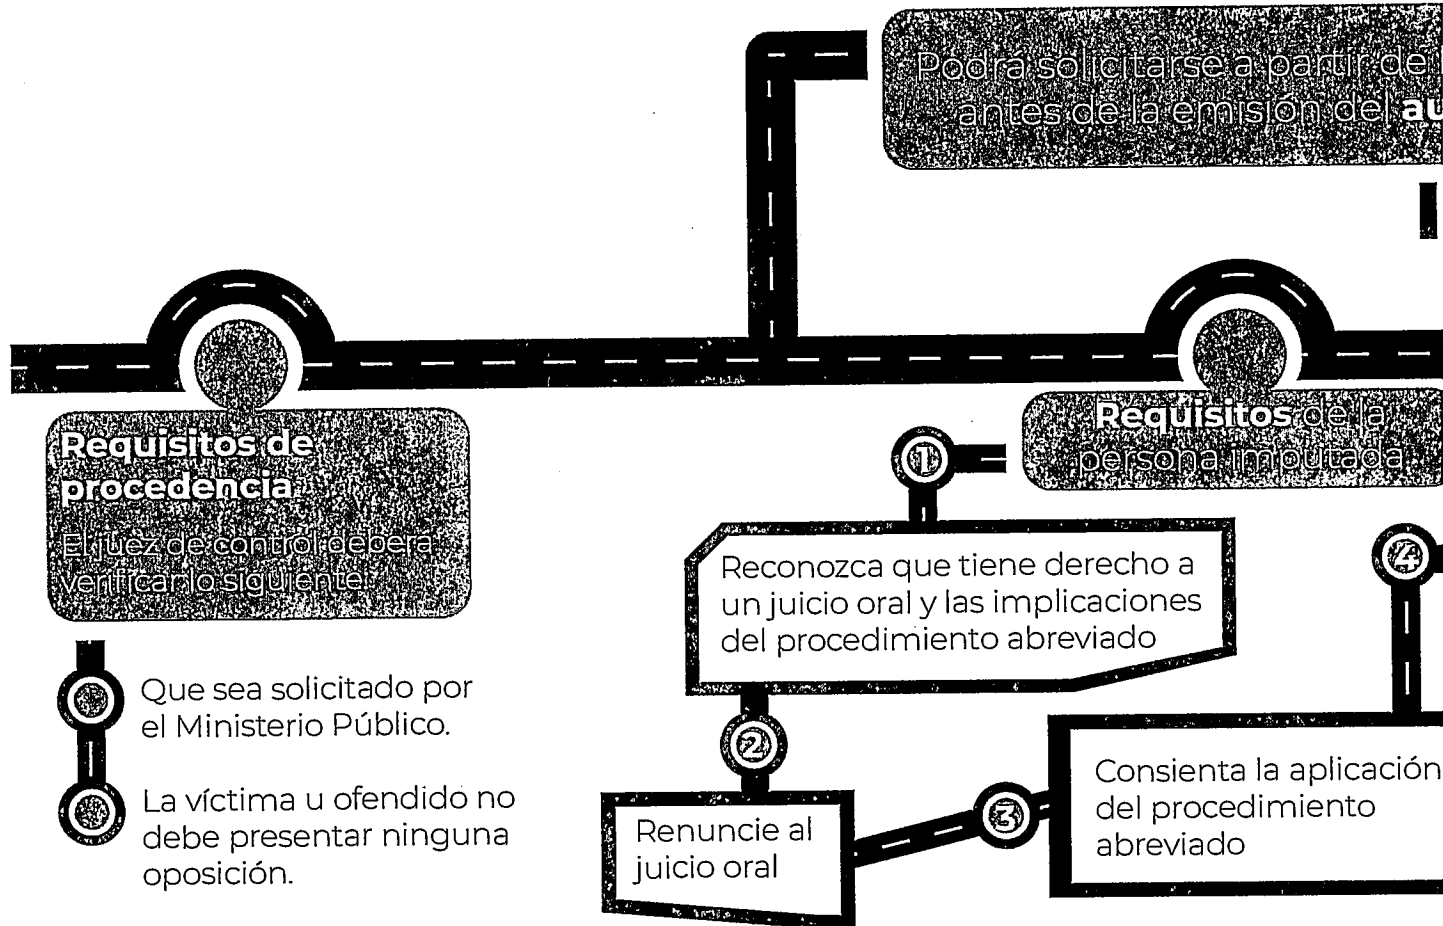 Podrá solicitarse a partir de
antes de la emisión del au
Requisitos de
procedencia
El juez de control deberá
verificar lo siguiente:
Que sea solicitado por
el Ministerio Público.
La víctima u ofendido no
debe presentar ninguna
oposición.
Requisitos de la
persona imputada
1
Reconozca que tiene derecho a
un juicio oral y las implicaciones
del procedimiento abreviado
2
Renuncie al
juicio oral
3
Consienta la aplicación
del procedimiento
abreviado
4